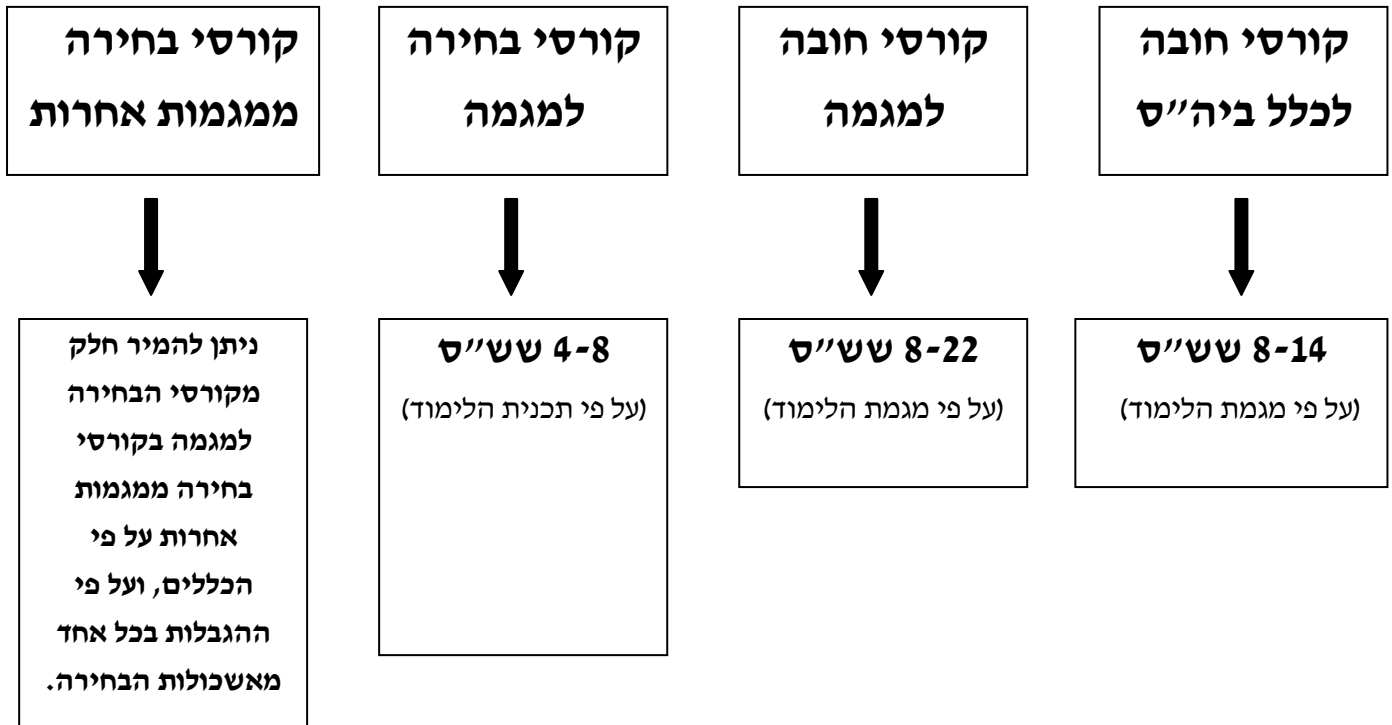 קורסי חובה
לכלל ביה״ס
קורסי חובה
למגמה
קורסי בחירה
למגמה
קורסי בחירה
ממגמות אחרות
8-14 שש״ס
(על פי מגמת הלימוד)
8-22 שש״ס
(על פי מגמת הלימוד)
4-8 שש״ס
(על פי תכנית הלימוד)
ניתן להמיר חלק
מקורסי הבחירה
למגמה בקורסי
בחירה ממגמות
אחרות על פי
הכללים, ועל פי
ההגבלות בכל אחד
מאשכולות הבחירה.